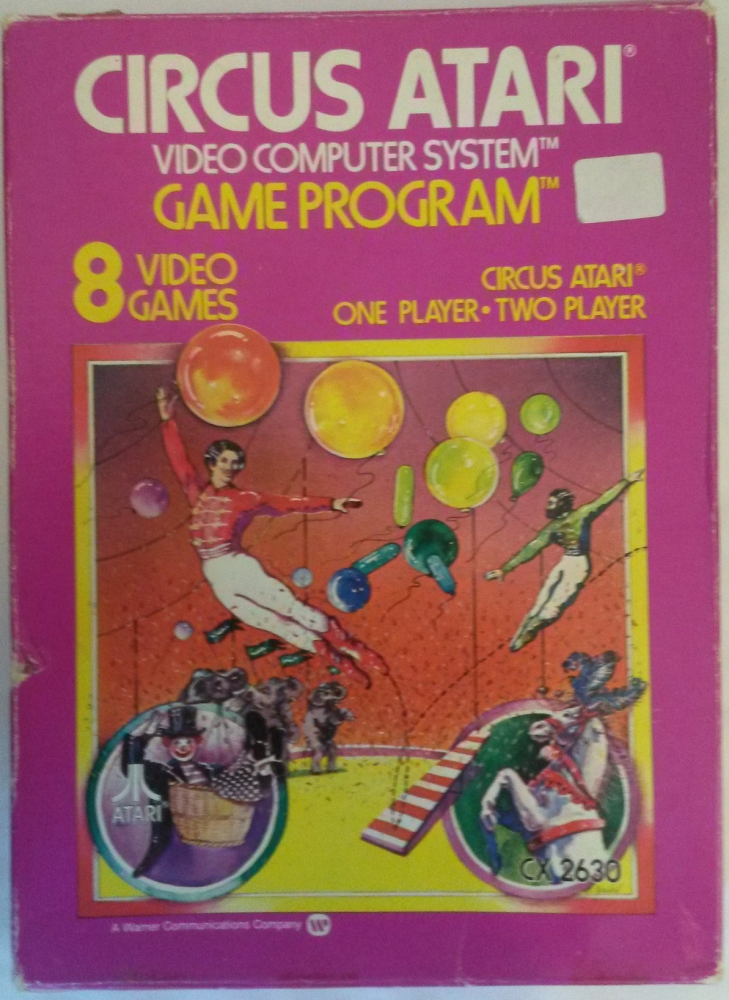 CIRCUS ATARI®
VIDEO COMPUTER SYSTEM™
GAME PROGRAM™
8 VIDEO GAMES
CIRCUS ATARI®
ONE PLAYER • TWO PLAYER
ATARI®
CX 2630
A Warner Communications Company